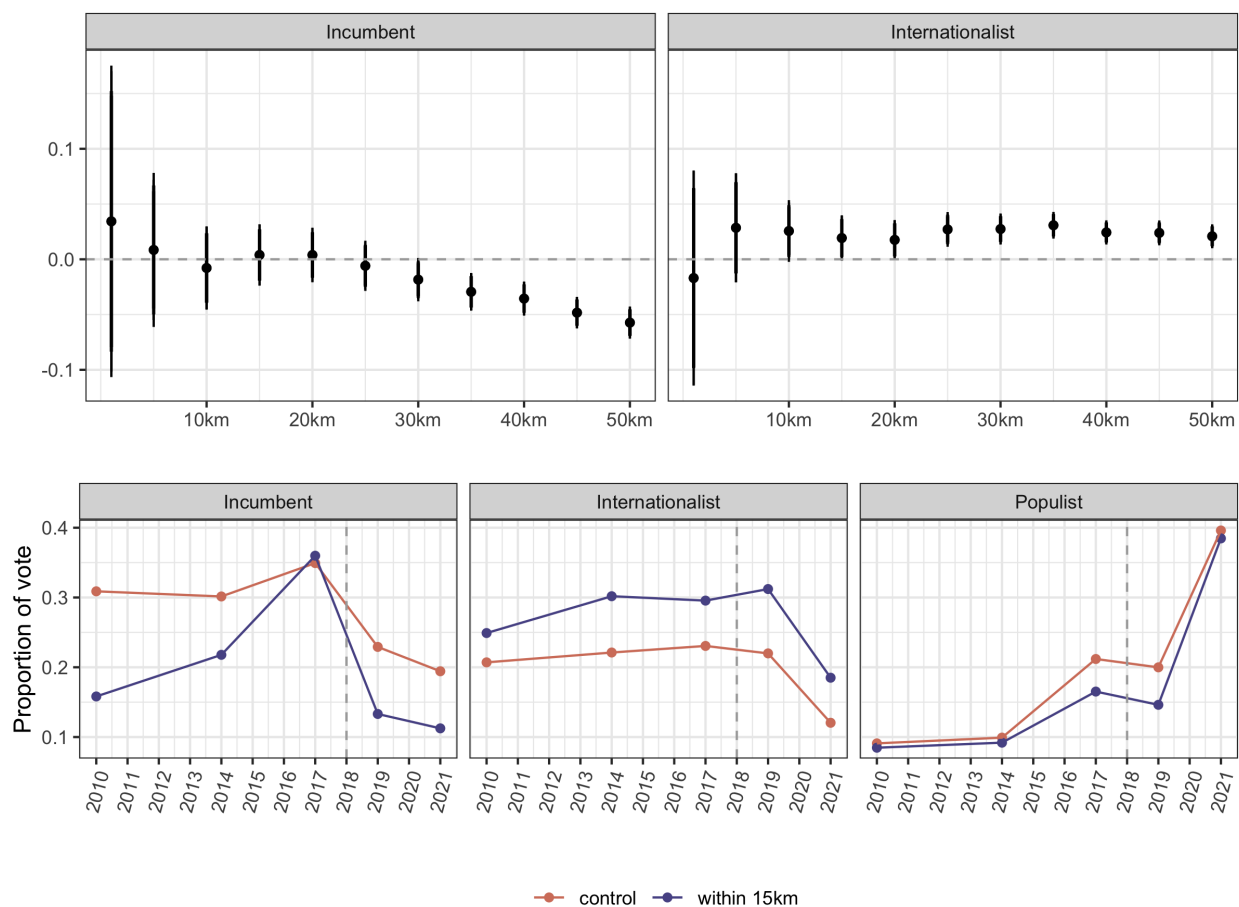 Incumbent Internationalist
0.1
0.0
-0.1
10km 20km 30km 40km 50km 10km 20km 30km 40km 50km
Incumbent Internationalist Populist
Proportion of vote
0.4
0.3
0.2
0.1
2010 2011 2012 2013 2014 2015 2016 2017 2018 2019 2020 2021 2010 2011 2012 2013 2014 2015 2016 2017 2018 2019 2020 2021 2010 2011 2012 2013 2014 2015 2016 2017 2018 2019 2020 2021
control within 15km